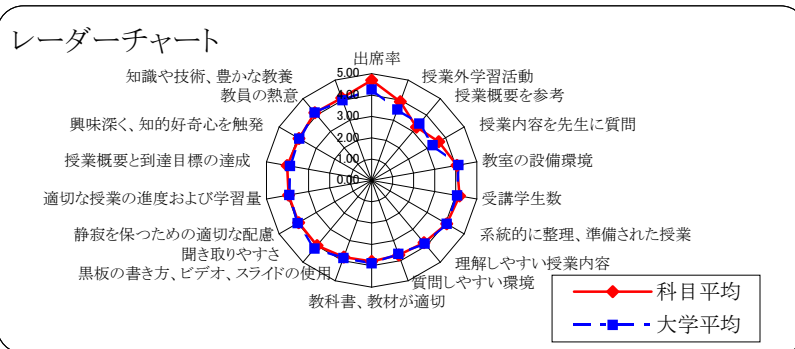 レーダーチャート
出席率
授業外学習活動
授業概要を参考
授業内容を先生に質問
教室の設備環境
受講学生数
系統的に整理、準備された授業
理解しやすい授業内容
質問しやすい環境
教科書、教材が適切
黒板の書き方、ビデオ、スライドの使用
聞き取りやすさ
静寂を保つための適切な配慮
適切な授業の進度および学習量
授業概要と到達目標の達成
興味深く、知的好奇心を触発
教員の熱意
知識や技術、豊かな教養
5.00
4.00
3.00
2.00
1.00
0.00
科目平均
大学平均